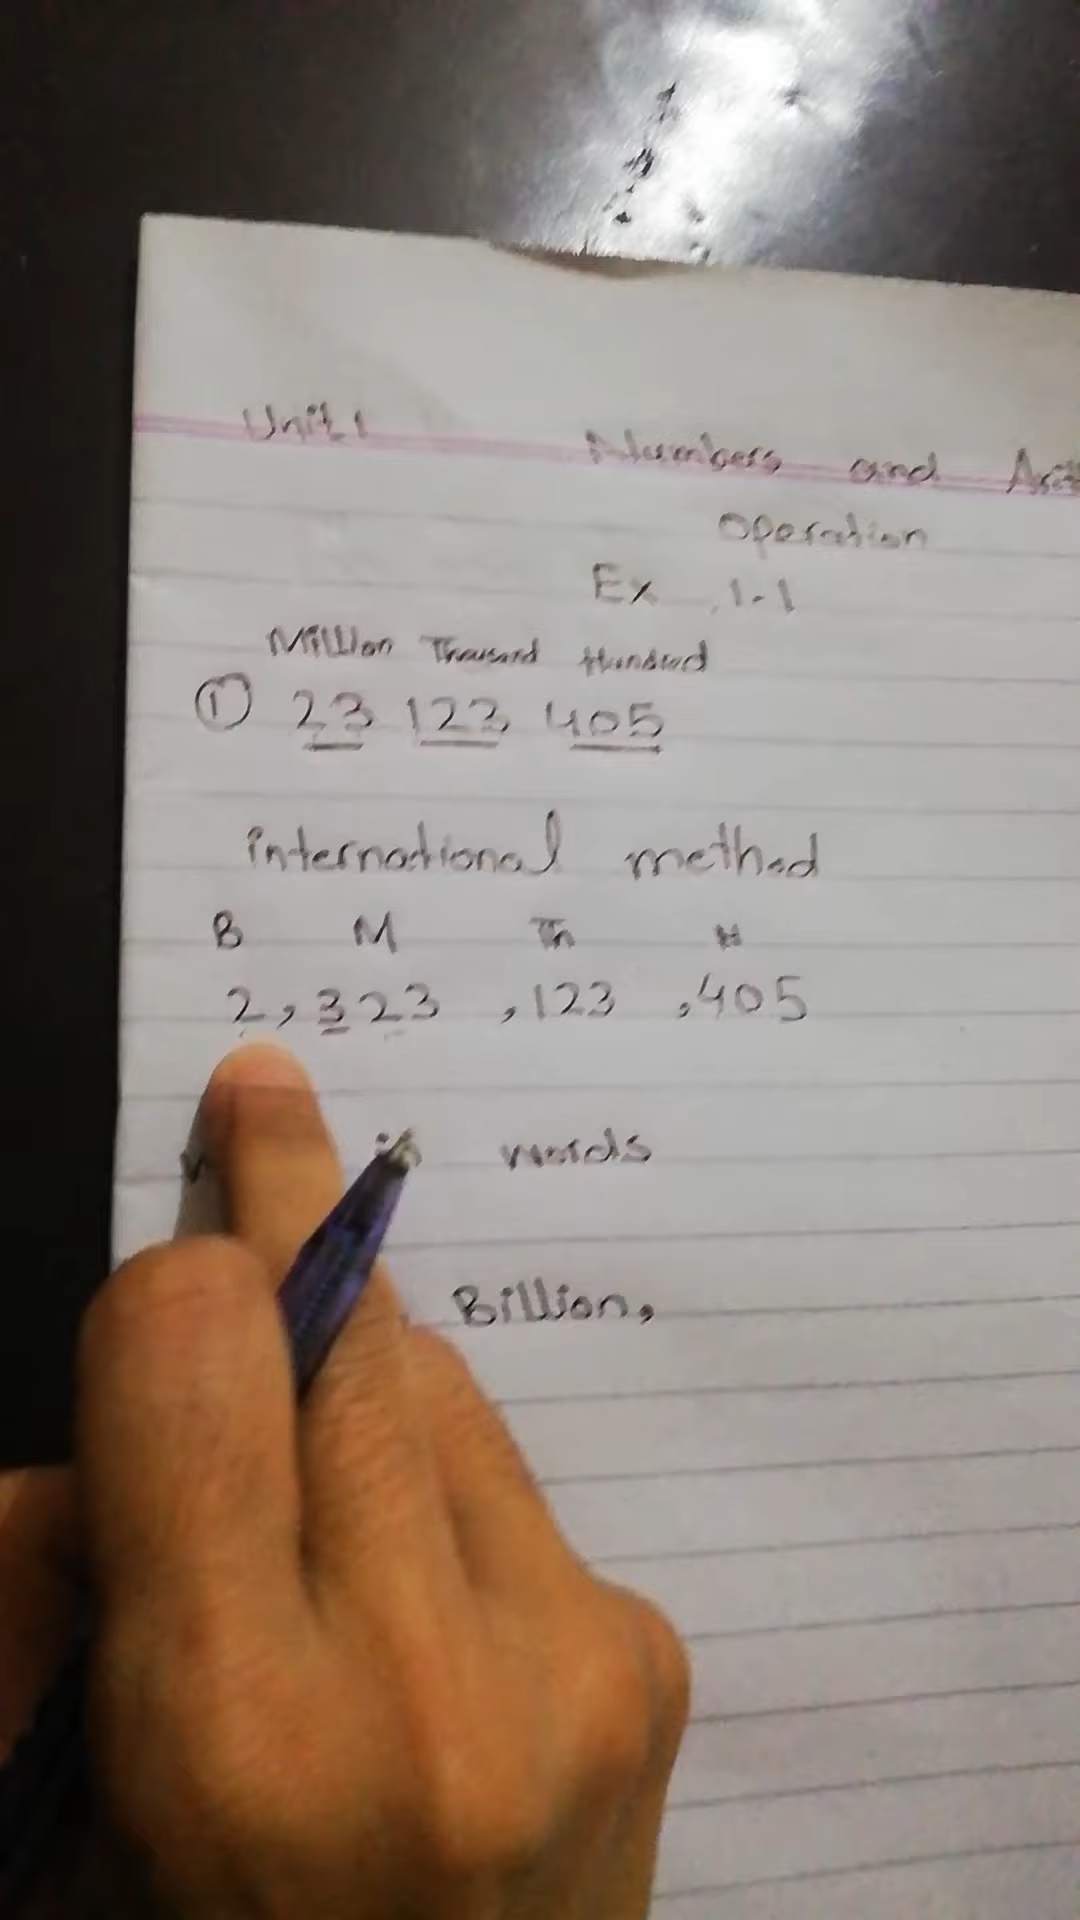 Unit 1 Numbers and
Operation
Ex 1.1
Million Thousand Hundred
① 23 123 405
international method
B M Th H
2, 323 ,123 ,405
in words
Billion,